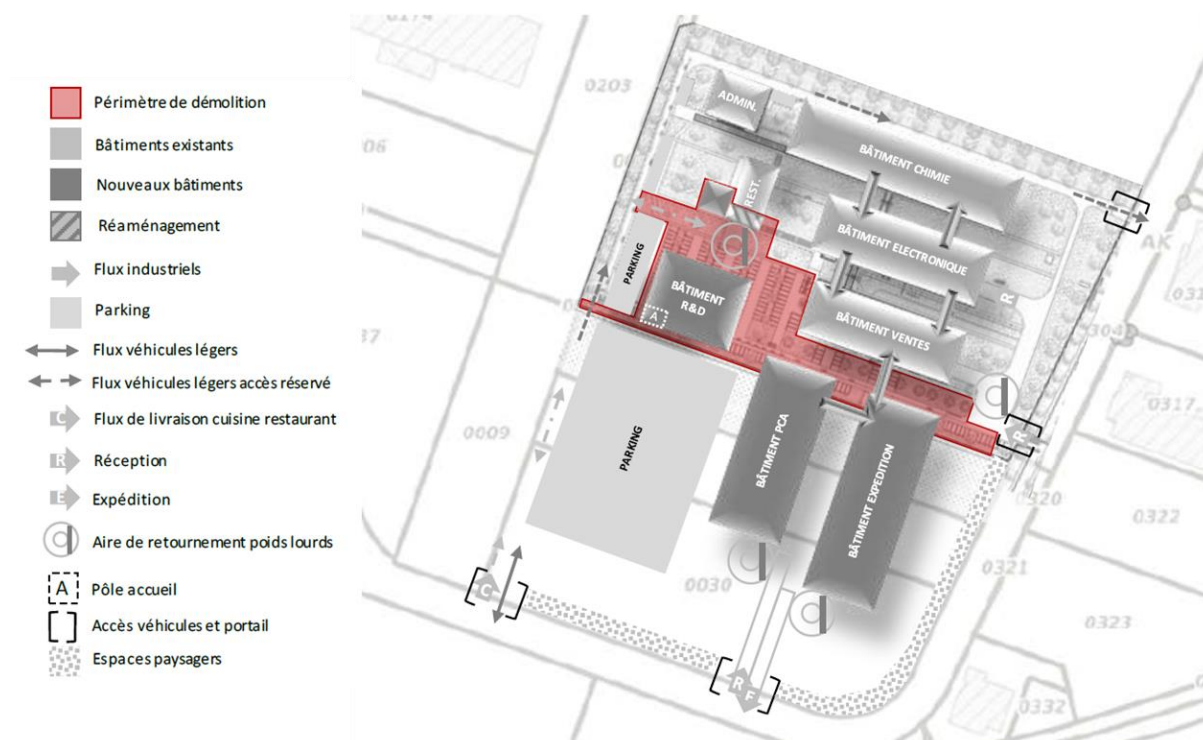 Périmètre de démolition
Bâtiments existants
Nouveaux bâtiments
Réaménagement
Flux industriels
Parking
Flux véhicules légers
Flux véhicules légers accès réservé
C Flux de livraison cuisine restaurant
R Réception
E Expédition
Aire de retournement poids lourds
A Pôle accueil
Accès véhicules et portail
Espaces paysagers
0203
ADMIN.
BÂTIMENT CHIMIE
REST.
AK
BÂTIMENT ELECTRONIQUE
PARKING
BÂTIMENT
R&D
A
R
BÂTIMENT VENTES
0009
PARKING
BÂTIMENT PCA
BÂTIMENT EXPEDITION
R
0317
0320
0322
0321
0323
0030
C
R
0332